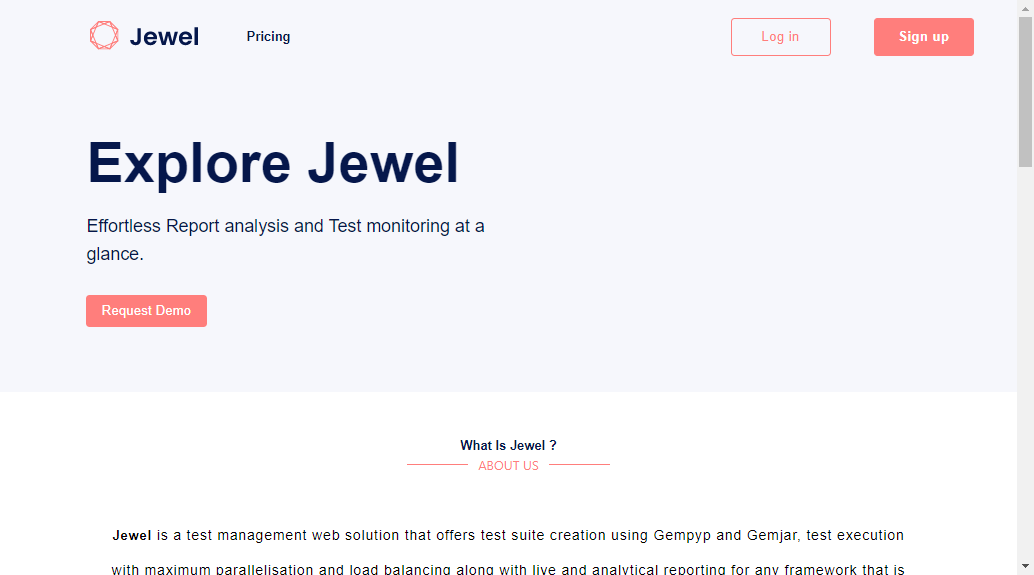 Jewel Pricing Log in Sign up
Explore Jewel
Effortless Report analysis and Test monitoring at a
glance.
Request Demo
What Is Jewel ?
ABOUT US
Jewel is a test management web solution that offers test suite creation using Gempyp and Gemjar, test execution
with maximum parallelisation and load balancing along with live and analytical reporting for any framework that is